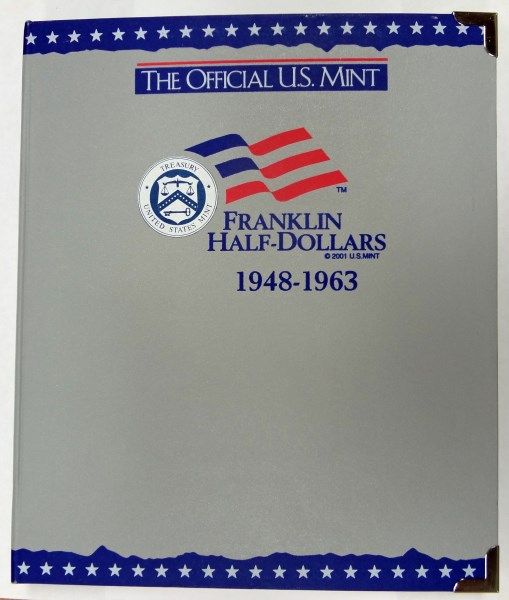 THE OFFICIAL U.S. MINT
TREASURY
UNITED STATES MINT
TM
FRANKLIN
HALF-DOLLARS
© 2001 U.S. MINT
1948-1963